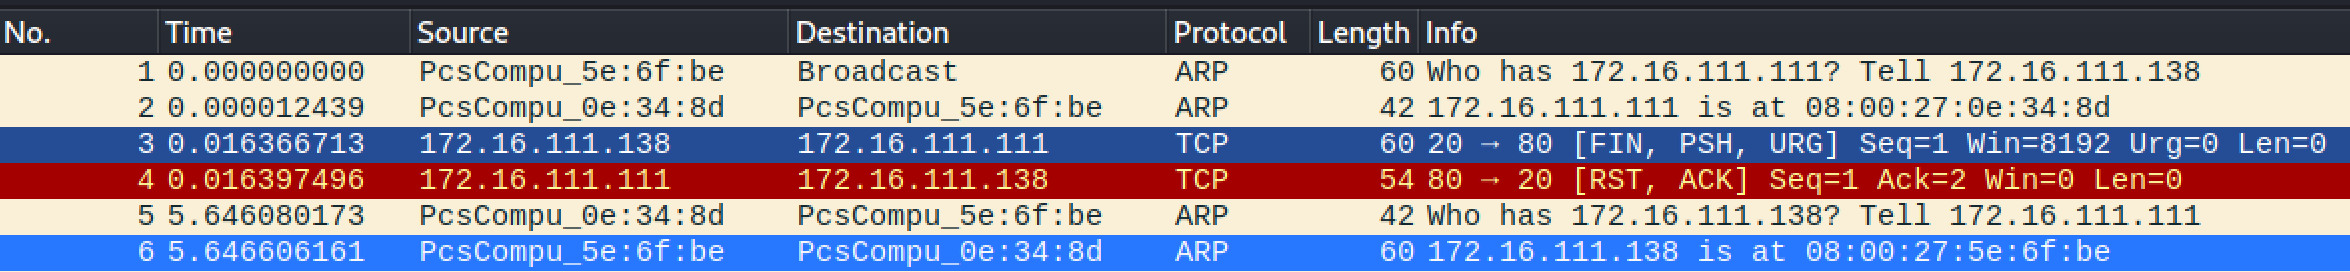 No. Time Source Destination Protocol Length Info
1 0.000000000 PcsCompu_5e:6f:be Broadcast ARP 60 Who has 172.16.111.111? Tell 172.16.111.138
2 0.000012439 PcsCompu_0e:34:8d PcsCompu_5e:6f:be ARP 42 172.16.111.111 is at 08:00:27:0e:34:8d
3 0.016366713 172.16.111.138 172.16.111.111 TCP 60 20 → 80 [FIN, PSH, URG] Seq=1 Win=8192 Urg=0 Len=0
4 0.016397496 172.16.111.111 172.16.111.138 TCP 54 80 → 20 [RST, ACK] Seq=1 Ack=2 Win=0 Len=0
5 5.646080173 PcsCompu_0e:34:8d PcsCompu_5e:6f:be ARP 42 Who has 172.16.111.138? Tell 172.16.111.111
6 5.646606161 PcsCompu_5e:6f:be PcsCompu_0e:34:8d ARP 60 172.16.111.138 is at 08:00:27:5e:6f:be